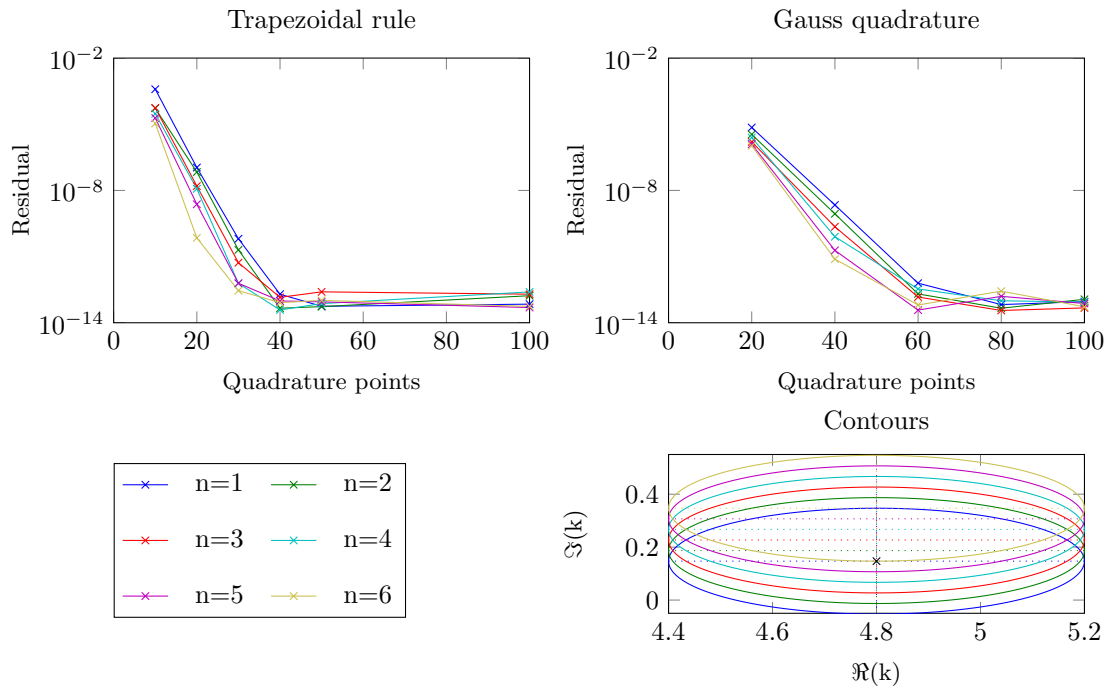 Trapezoidal rule
10^−2
10^−8
10^−14
Residual
0 20 40 60 80 100
Quadrature points
Gauss quadrature
10^−2
10^−8
10^−14
Residual
0 20 40 60 80 100
Quadrature points
n=1 n=2
n=3 n=4
n=5 n=6
Contours
0.4
0.2
0
ℑ(k)
4.4 4.6 4.8 5 5.2
ℜ(k)